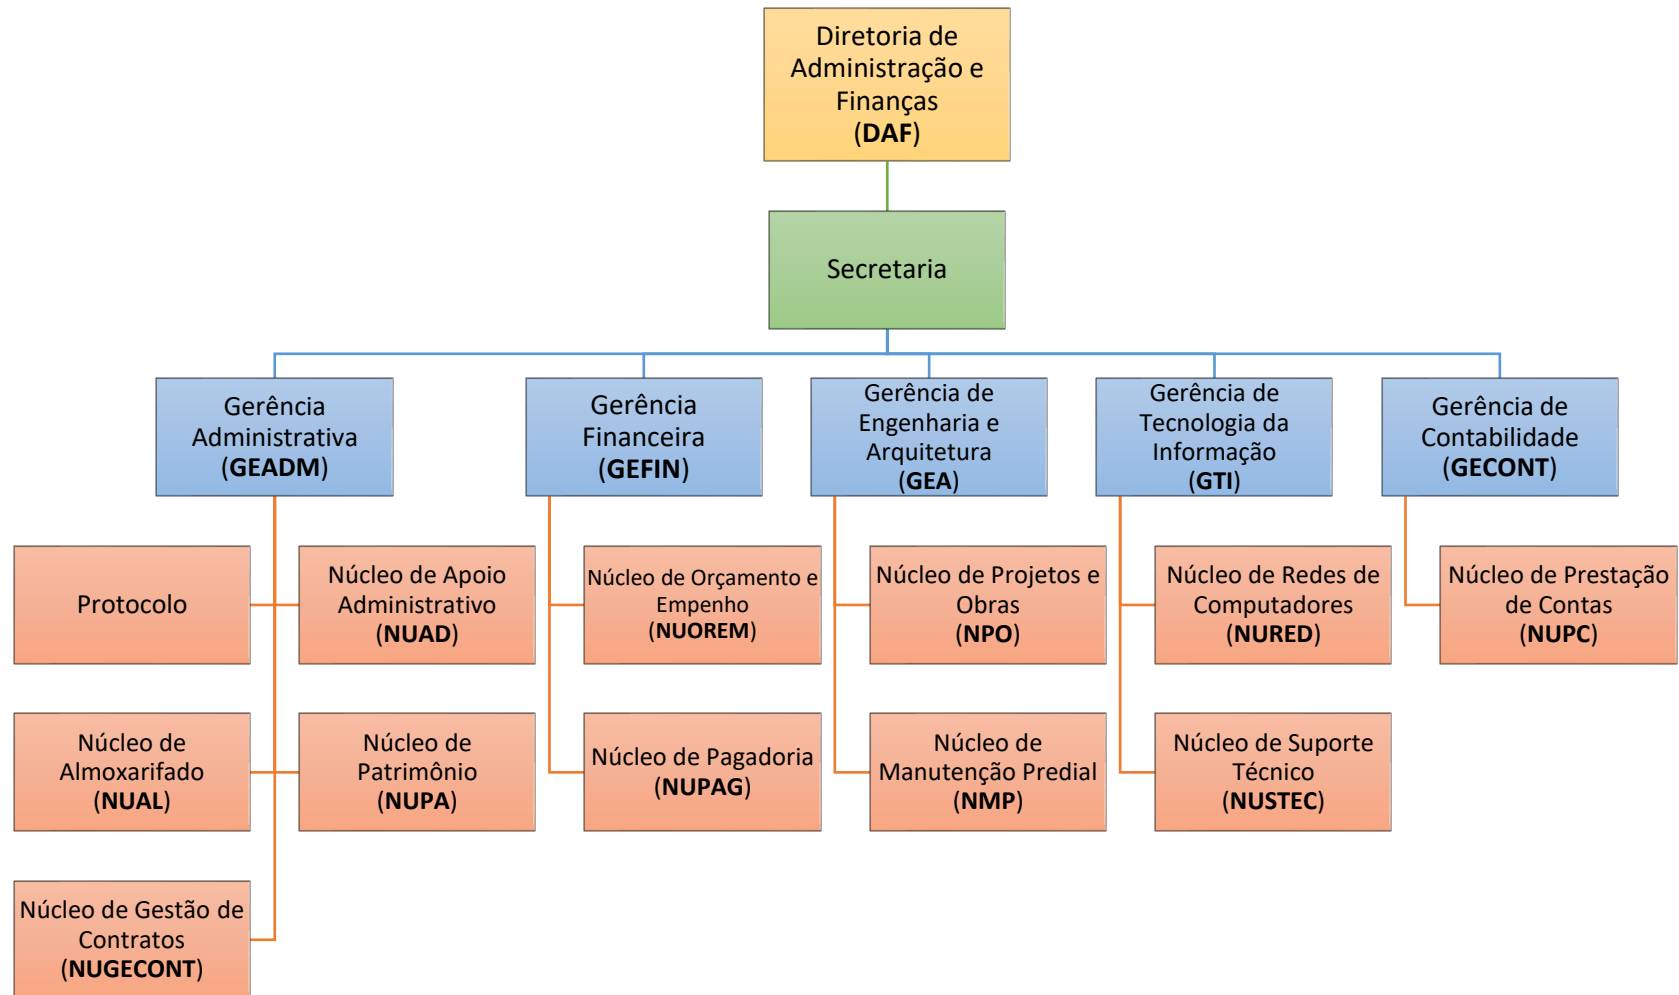 Diretoria de
Administração e
Finanças
(DAF)
Secretaria
Gerência
Administrativa
(GEADM)
Gerência
Financeira
(GEFIN)
Gerência de
Engenharia e
Arquitetura
(GEA)
Gerência de
Tecnologia da
Informação
(GTI)
Gerência de
Contabilidade
(GECONT)
Protocolo
Núcleo de Apoio
Administrativo
(NUAD)
Núcleo de Orçamento e
Empenho
(NUOREM)
Núcleo de Projetos e
Obras
(NPO)
Núcleo de Redes de
Computadores
(NURED)
Núcleo de Prestação
de Contas
(NUPC)
Núcleo de
Almoxarifado
(NUAL)
Núcleo de
Patrimônio
(NUPA)
Núcleo de Pagadoria
(NUPAG)
Núcleo de
Manutenção Predial
(NMP)
Núcleo de Suporte
Técnico
(NUSTEC)
Núcleo de Gestão de
Contratos
(NUGECONT)